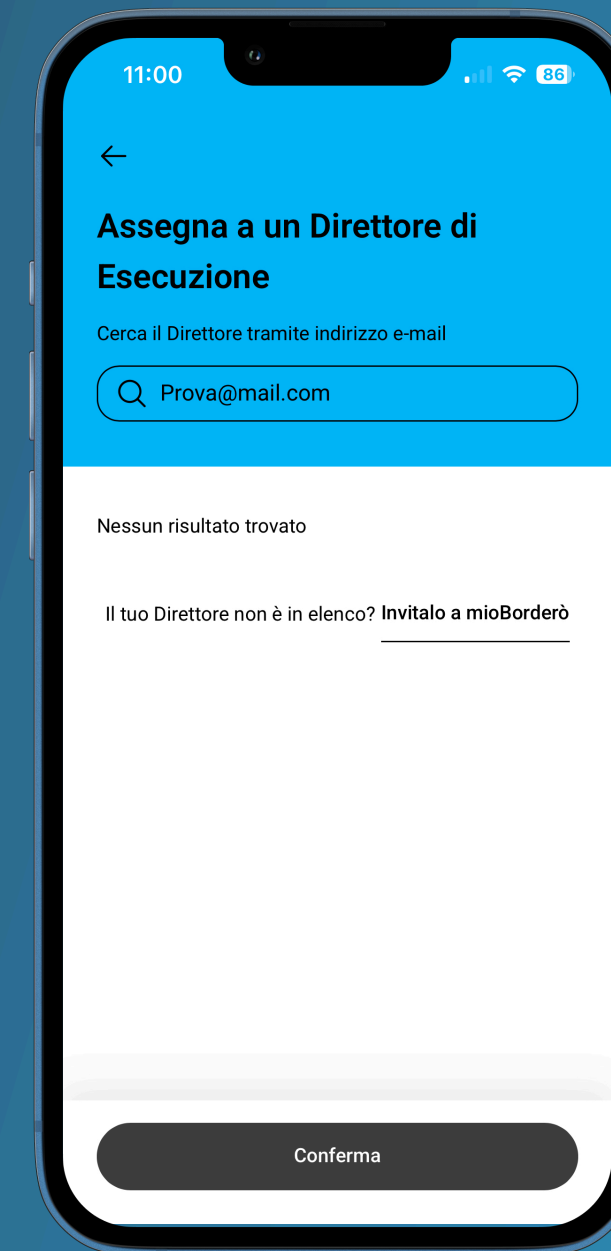 11:00
86
Assegna a un Direttore di
Esecuzione
Cerca il Direttore tramite indirizzo e-mail
Prova@mail.com
Nessun risultato trovato
Il tuo Direttore non è in elenco? Invitalo a mioBorderò
Conferma